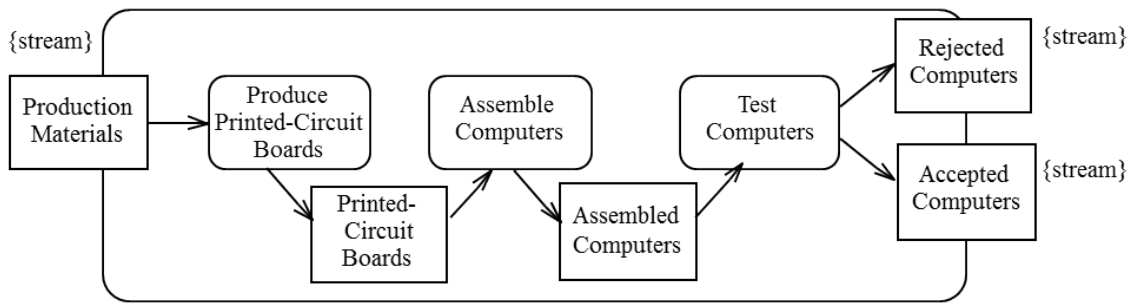 {stream}
Production
Materials
Produce
Printed-Circuit
Boards
Printed-
Circuit
Boards
Assemble
Computers
Assembled
Computers
Test
Computers
Rejected
Computers
{stream}
Accepted
Computers
{stream}